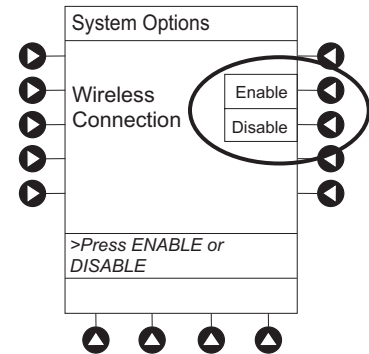 System Options
Wireless
Connection
Enable
Disable
>Press ENABLE or
DISABLE